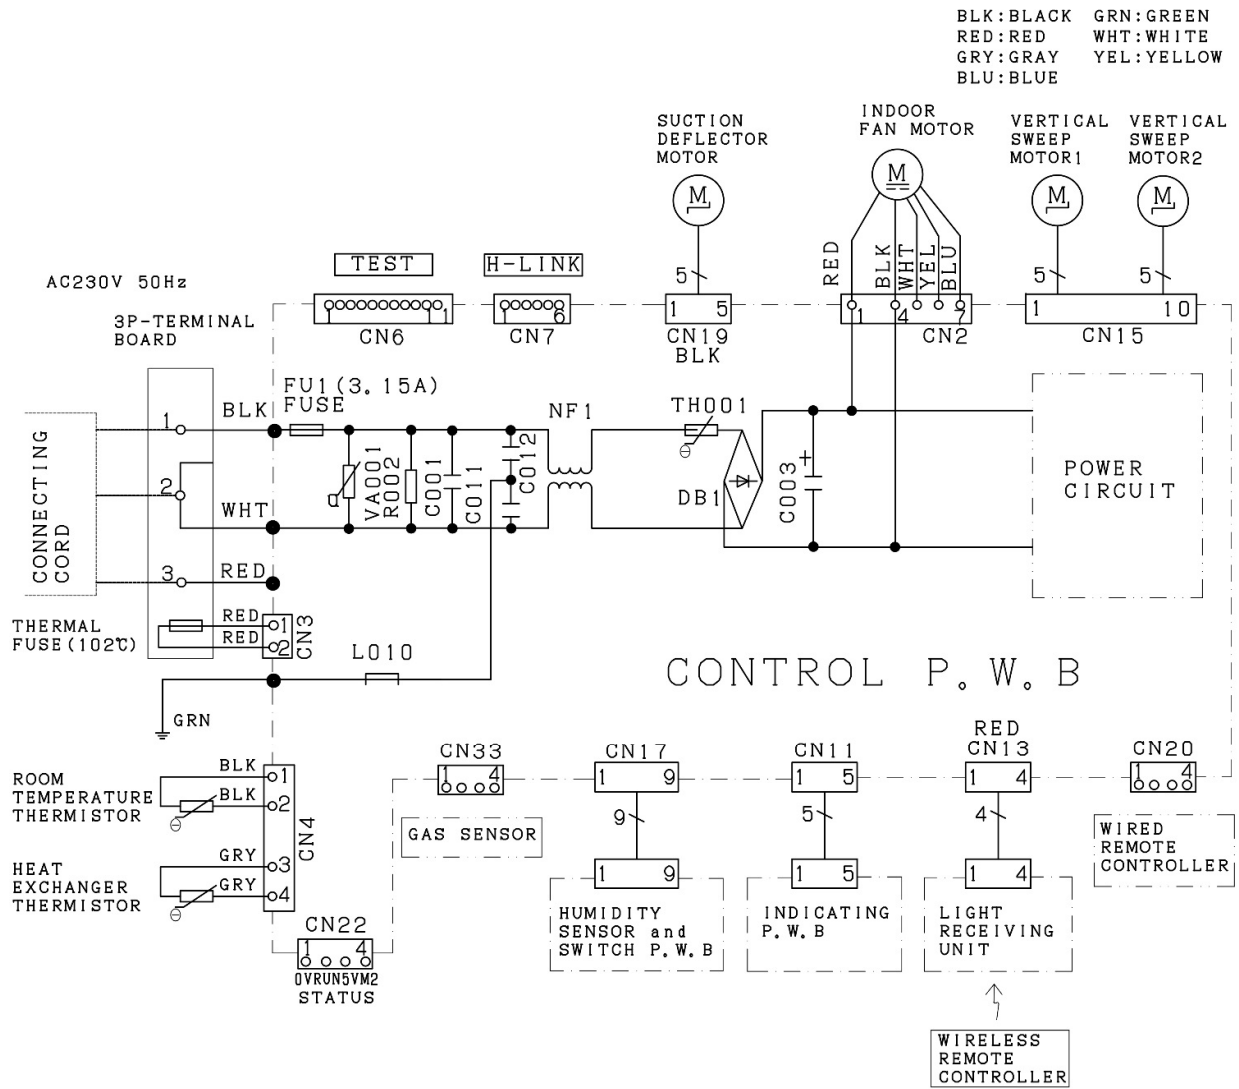 BLK:BLACK GRN:GREEN
RED:RED WHT:WHITE
GRY:GRAY YEL:YELLOW
BLU:BLUE
SUCTION
DEFLECTOR
MOTOR
INDOOR
FAN MOTOR
VERTICAL
SWEEP
MOTOR1
VERTICAL
SWEEP
MOTOR2
M
M
M
M
AC230V 50Hz
TEST
H-LINK
5
RED
BLK
WHT
YEL
BLU
5
5
1 1
CN6
1 6
CN7
1 5
CN19
BLK
1 4 7
CN2
1 10
CN15
3P-TERMINAL
BOARD
CONNECTING
CORD
1
2
3
BLK
WHT
RED
FU1(3.15A)
FUSE
VA001
R002
C001
C011
C012
NF1
TH001
DB1
C003
+
POWER
CIRCUIT
THERMAL
FUSE(102℃)
RED
RED
1
2
CN3
L010
GRN
CONTROL P.W.B
ROOM
TEMPERATURE
THERMISTOR
BLK
BLK
HEAT
EXCHANGER
THERMISTOR
GRY
GRY
1
2
3
4
CN4
CN22
1 4
0VRUN5VM2
STATUS
CN33
1 4
GAS SENSOR
CN17
1 9
9
1 9
HUMIDITY
SENSOR and
SWITCH P.W.B
CN11
1 5
5
1 5
INDICATING
P.W.B
RED
CN13
1 4
4
1 4
LIGHT
RECEIVING
UNIT
CN20
1 4
WIRED
REMOTE
CONTROLLER
WIRELESS
REMOTE
CONTROLLER